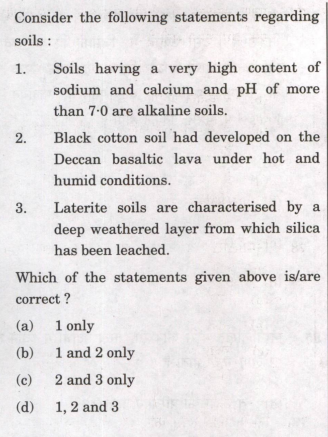 Consider the following statements regarding
soils :
1. Soils having a very high content of
sodium and calcium and pH of more
than 7·0 are alkaline soils.
2. Black cotton soil had developed on the
Deccan basaltic lava under hot and
humid conditions.
3. Laterite soils are characterised by a
deep weathered layer from which silica
has been leached.
Which of the statements given above is/are
correct ?
(a) 1 only
(b) 1 and 2 only
(c) 2 and 3 only
(d) 1, 2 and 3